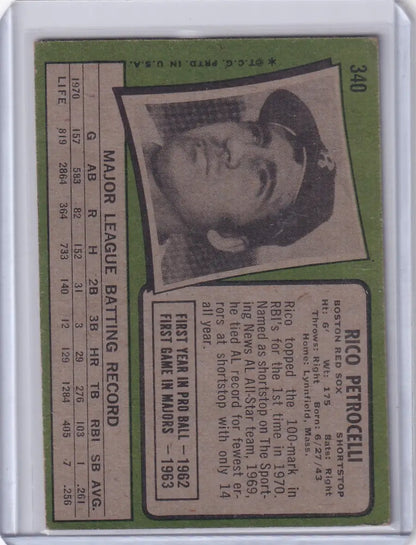 340
*©T.C.G. PRTD. IN U.S.A.
RICO PETROCELLI
BOSTON RED SOX SHORTSTOP
Ht: 6' Wt: 175 Bats: Right
Throws: Right Born: 6/27/43
Home: Lynnfield, Mass.
Rico topped the 100-mark in
RBI's for the 1st time in 1970.
Named as shortstop on The Sport-
ing News AL All-Star team, 1969,
he tied AL record for fewest er-
rors at shortstop with only 14
all year.
FIRST YEAR IN PRO BALL — 1962
FIRST GAME IN MAJORS — 1963
MAJOR LEAGUE BATTING RECORD
G AB R H 2B 3B HR TB RBI SB AVG.
1970 157 583 82 152 31 3 29 276 103 1 .261
LIFE 819 2864 364 733 140 12 129 1284 405 7 .256